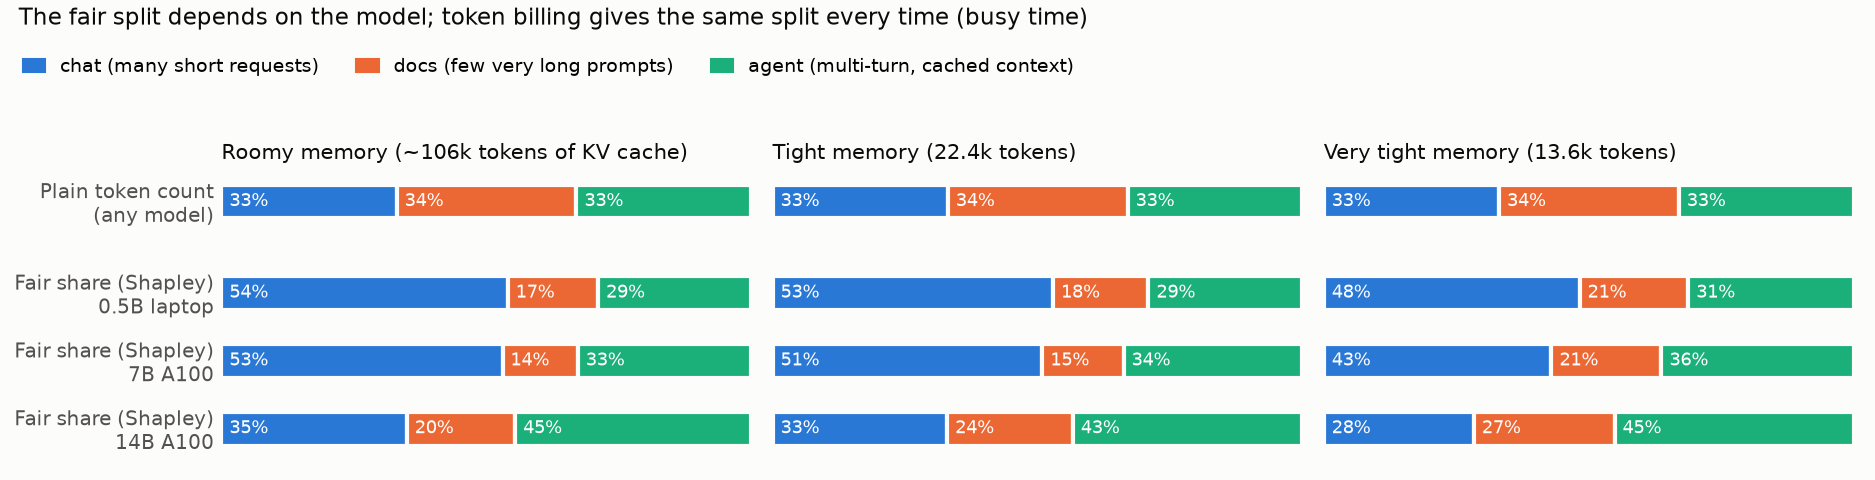 The fair split depends on the model; token billing gives the same split every time (busy time)
chat (many short requests) docs (few very long prompts) agent (multi-turn, cached context)
Roomy memory (~106k tokens of KV cache) Tight memory (22.4k tokens) Very tight memory (13.6k tokens)
Plain token count
(any model)
33% 34% 33% 33% 34% 33% 33% 34% 33%
Fair share (Shapley)
0.5B laptop
54% 17% 29% 53% 18% 29% 48% 21% 31%
Fair share (Shapley)
7B A100
53% 14% 33% 51% 15% 34% 43% 21% 36%
Fair share (Shapley)
14B A100
35% 20% 45% 33% 24% 43% 28% 27% 45%